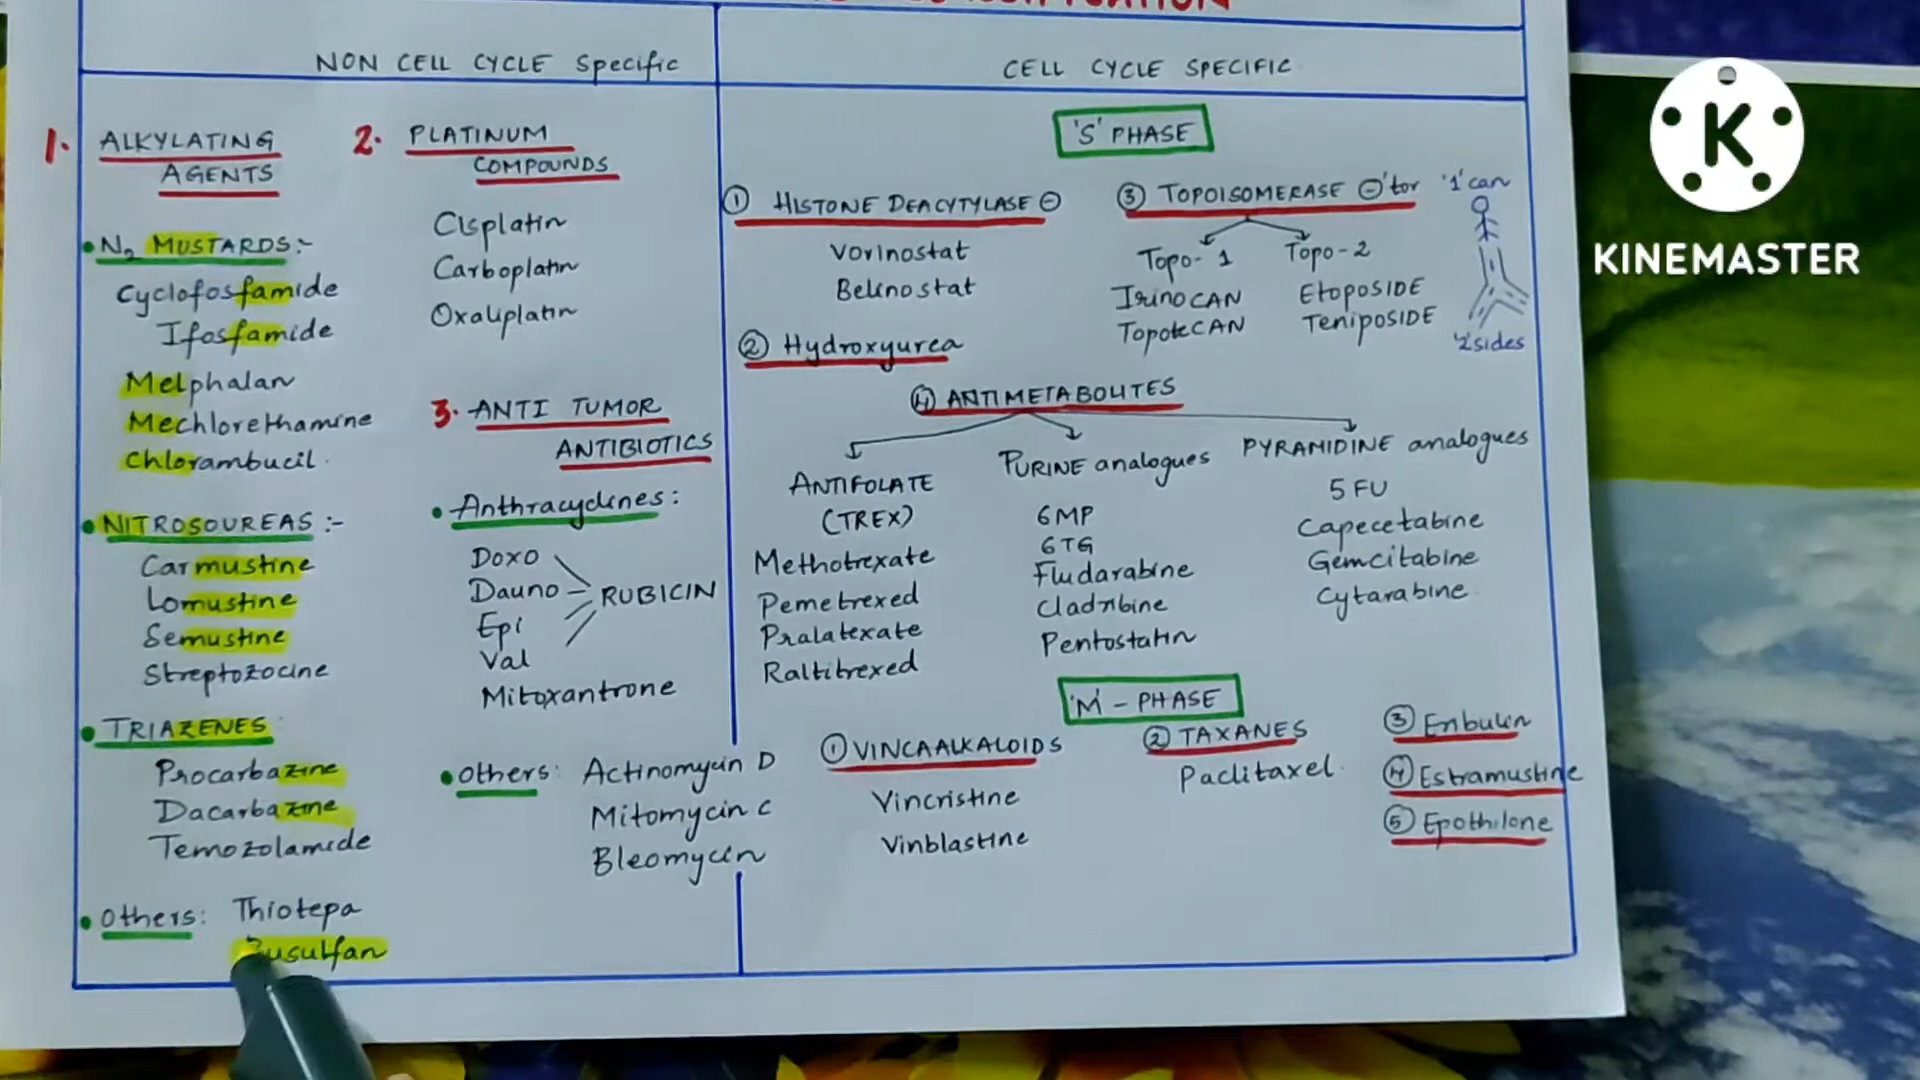 NON CELL CYCLE Specific
CELL CYCLE SPECIFIC
1. ALKYLATING
AGENTS
• N2 MUSTARDS :-
Cyclofosfamide
Ifosfamide
Melphalan
Mechlorethamine
Chlorambucil
• NITROSOUREAS :-
Carmustine
Lomustine
Semustine
Streptozocine
• TRIAZENES
Procarbazine
Dacarbazine
Temozolamide
• Others: Thiotepa
Busulfan
2. PLATINUM
COMPOUNDS
Cisplatin
Carboplatin
Oxaliplatin
3. ANTI TUMOR
ANTIBIOTICS
• Anthracyclines:
Doxo
Dauno
Epi
Val
RUBICIN
Mitoxantrone
• Others: Actinomycin D
Mitomycin C
Bleomycin
'S' PHASE
① HISTONE DEACYTYLASE ⊖
Vorinostat
Belinostat
② Hydroxyurea
③ TOPOISOMERASE ⊖'tor
Topo-1
IrinoCAN
TopoteCAN
Topo-2
EtopoSIDE
TenipoSIDE
'1' can
'2' sides
④ ANTIMETABOLITES
ANTIFOLATE
(TREX)
Methotrexate
Pemetrexed
Pralatexate
Raltitrexed
PURINE analogues
6MP
6TG
Fludarabine
Cladribine
Pentostatin
PYRAMIDINE analogues
5 FU
Capecetabine
Gemcitabine
Cytarabine
'M' - PHASE
① VINCAALKALOIDS
Vincristine
Vinblastine
② TAXANES
Paclitaxel
③ Eribulin
④ Estramustine
⑤ Epothilone
K
KINEMASTER